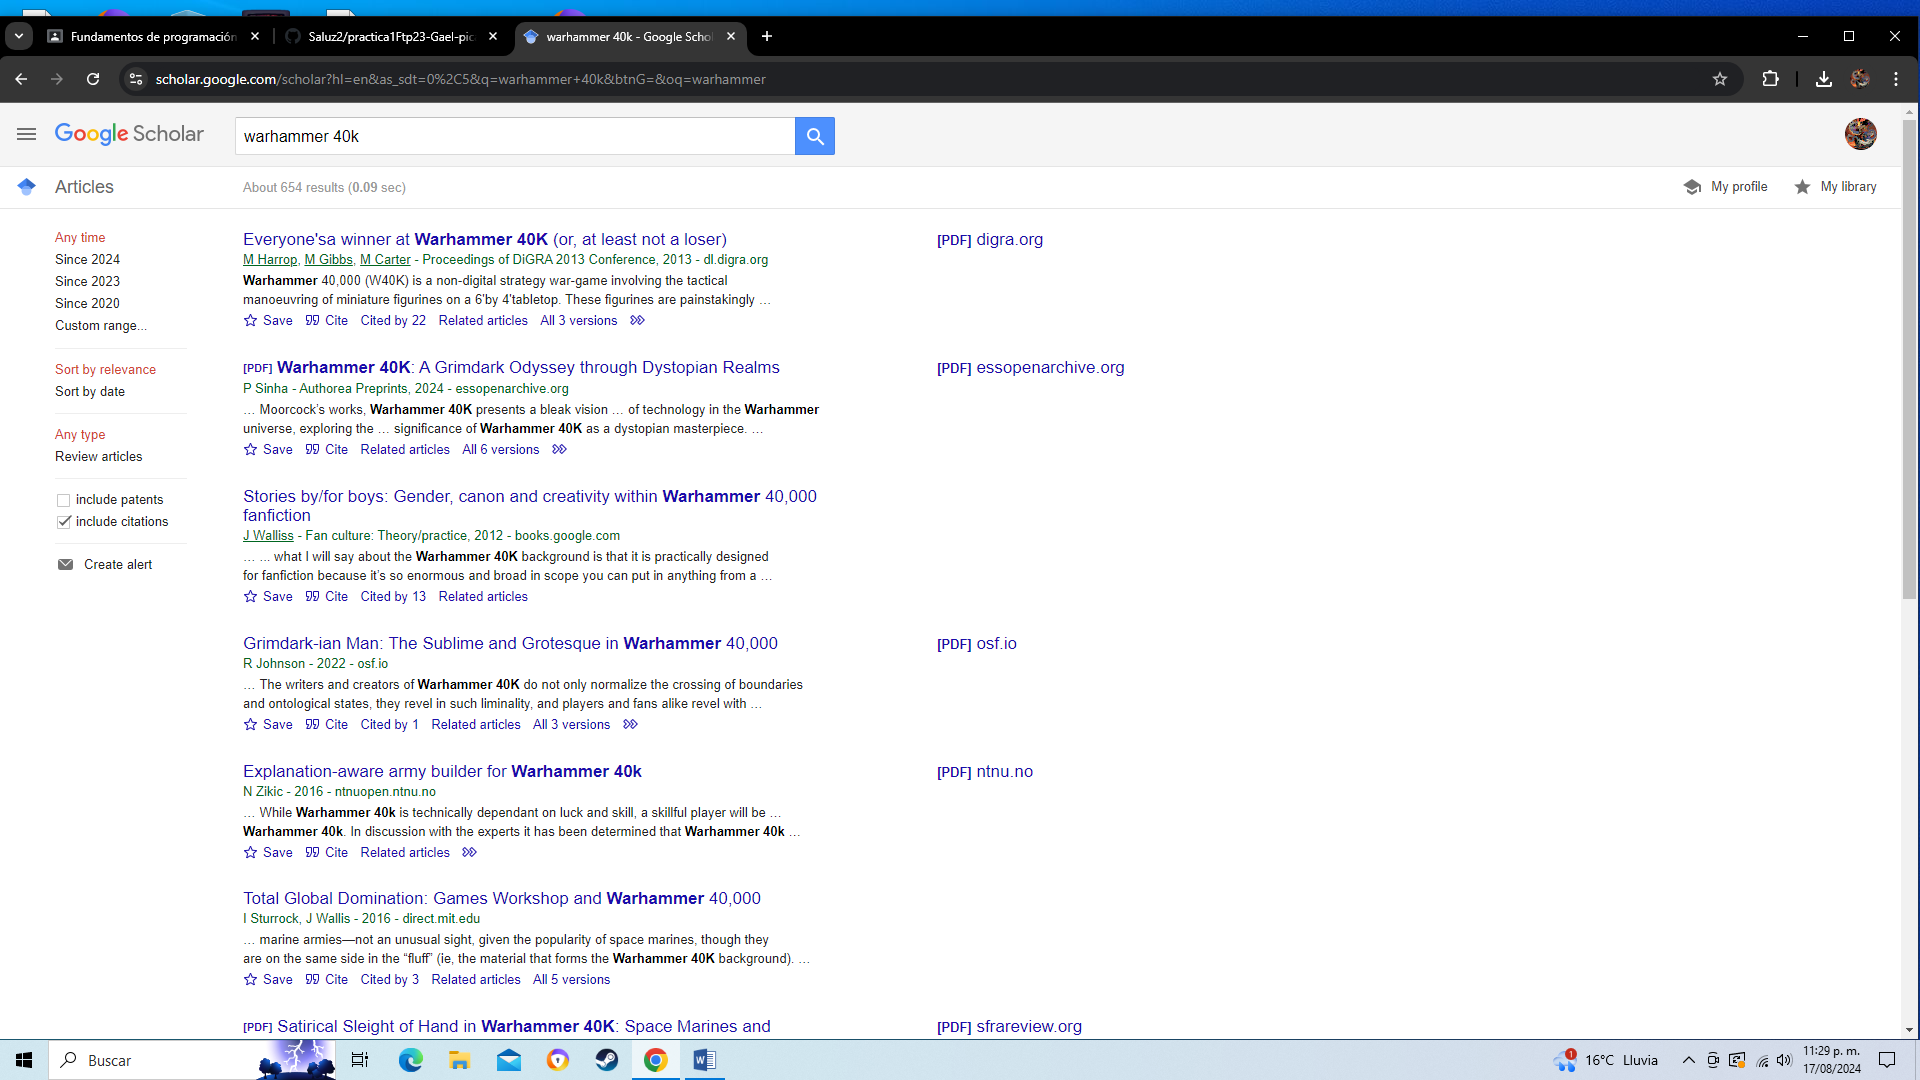 Fundamentos de programación
Saluz2/practica1Ftp23-Gael-pic
warhammer 40k - Google Schol
scholar.google.com/scholar?hl=en&as_sdt=0%2C5&q=warhammer+40k&btnG=&oq=warhammer
Google Scholar
warhammer 40k
Articles
About 654 results (0.09 sec)
My profile
My library
Any time
Since 2024
Since 2023
Since 2020
Custom range...
Sort by relevance
Sort by date
Any type
Review articles
include patents
include citations
Create alert
Everyone'sa winner at Warhammer 40K (or, at least not a loser)
M Harrop, M Gibbs, M Carter - Proceedings of DiGRA 2013 Conference, 2013 - dl.digra.org
Warhammer 40,000 (W40K) is a non-digital strategy war-game involving the tactical
manoeuvring of miniature figurines on a 6'by 4'tabletop. These figurines are painstakingly …
Save Cite Cited by 22 Related articles All 3 versions
[PDF] digra.org
[PDF] Warhammer 40K: A Grimdark Odyssey through Dystopian Realms
P Sinha - Authorea Preprints, 2024 - essopenarchive.org
… Moorcock's works, Warhammer 40K presents a bleak vision … of technology in the Warhammer
universe, exploring the … significance of Warhammer 40K as a dystopian masterpiece. …
Save Cite Related articles All 6 versions
[PDF] essopenarchive.org
Stories by/for boys: Gender, canon and creativity within Warhammer 40,000
fanfiction
J Walliss - Fan culture: Theory/practice, 2012 - books.google.com
… … what I will say about the Warhammer 40K background is that it is practically designed
for fanfiction because it's so enormous and broad in scope you can put in anything from a …
Save Cite Cited by 13 Related articles
Grimdark-ian Man: The Sublime and Grotesque in Warhammer 40,000
R Johnson - 2022 - osf.io
… The writers and creators of Warhammer 40K do not only normalize the crossing of boundaries
and ontological states, they revel in such liminality, and players and fans alike revel with …
Save Cite Cited by 1 Related articles All 3 versions
[PDF] osf.io
Explanation-aware army builder for Warhammer 40k
N Zikic - 2016 - ntnuopen.ntnu.no
… While Warhammer 40k is technically dependant on luck and skill, a skillful player will be …
Warhammer 40k. In discussion with the experts it has been determined that Warhammer 40k …
Save Cite Related articles
[PDF] ntnu.no
Total Global Domination: Games Workshop and Warhammer 40,000
I Sturrock, J Wallis - 2016 - direct.mit.edu
… marine armies—not an unusual sight, given the popularity of space marines, though they
are on the same side in the “fluff” (ie, the material that forms the Warhammer 40K background). …
Save Cite Cited by 3 Related articles All 5 versions
[PDF] Satirical Sleight of Hand in Warhammer 40K: Space Marines and
[PDF] sfrareview.org
Buscar
1
16°C Lluvia
11:29 p. m.
17/08/2024